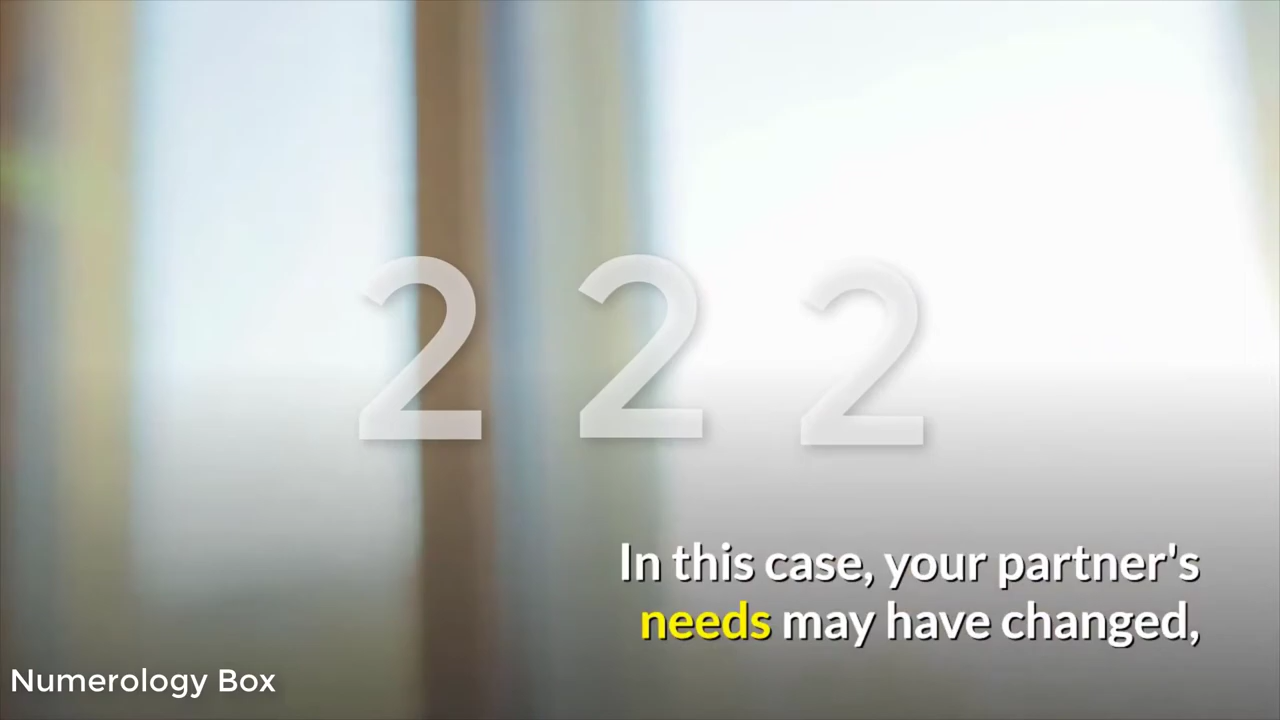 2 2 2
In this case, your partner's
needs may have changed,
Numerology Box